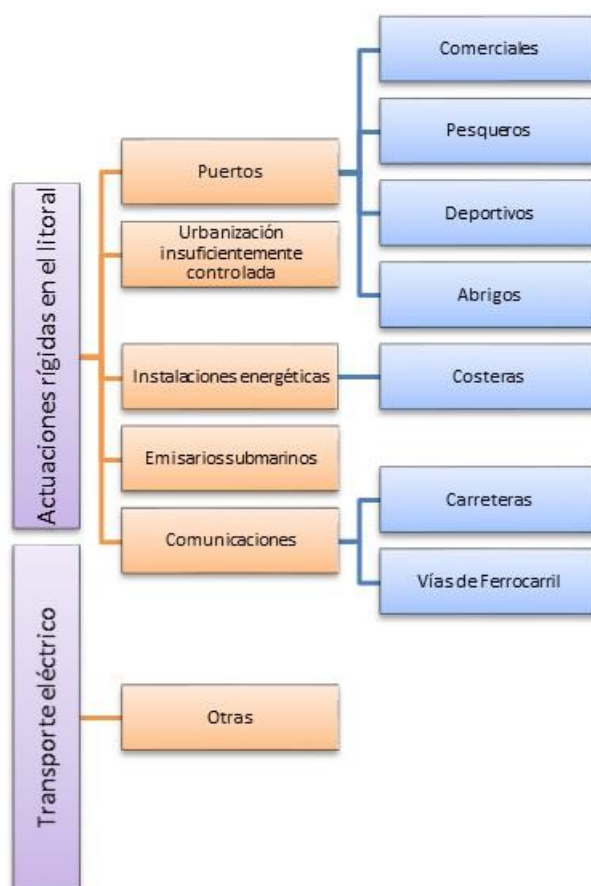 Actuaciones rígidas en el litoral
Puertos
Comerciales
Pesqueros
Deportivos
Abrigos
Urbanización
insuficientemente
controlada
Instalaciones energéticas
Costeras
Emisarios submarinos
Comunicaciones
Carreteras
Vías de Ferrocarril
Transporte eléctrico
Otras